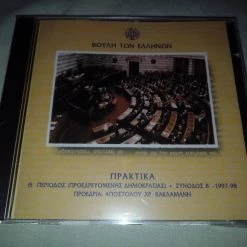 ΒΟΥΛΗ ΤΩΝ ΕΛΛΗΝΩΝ
ΠΡΑΚΤΙΚΑ
Θ΄ ΠΕΡΙΟΔΟΣ (ΠΡΟΕΔΡΕΥΟΜΕΝΗΣ ΔΗΜΟΚΡΑΤΙΑΣ) • ΣΥΝΟΔΟΣ Β΄ - 1997-98
ΠΡΟΕΔΡΙΑ: ΑΠΟΣΤΟΛΟΥ ΧΡ. ΚΑΚΛΑΜΑΝΗ